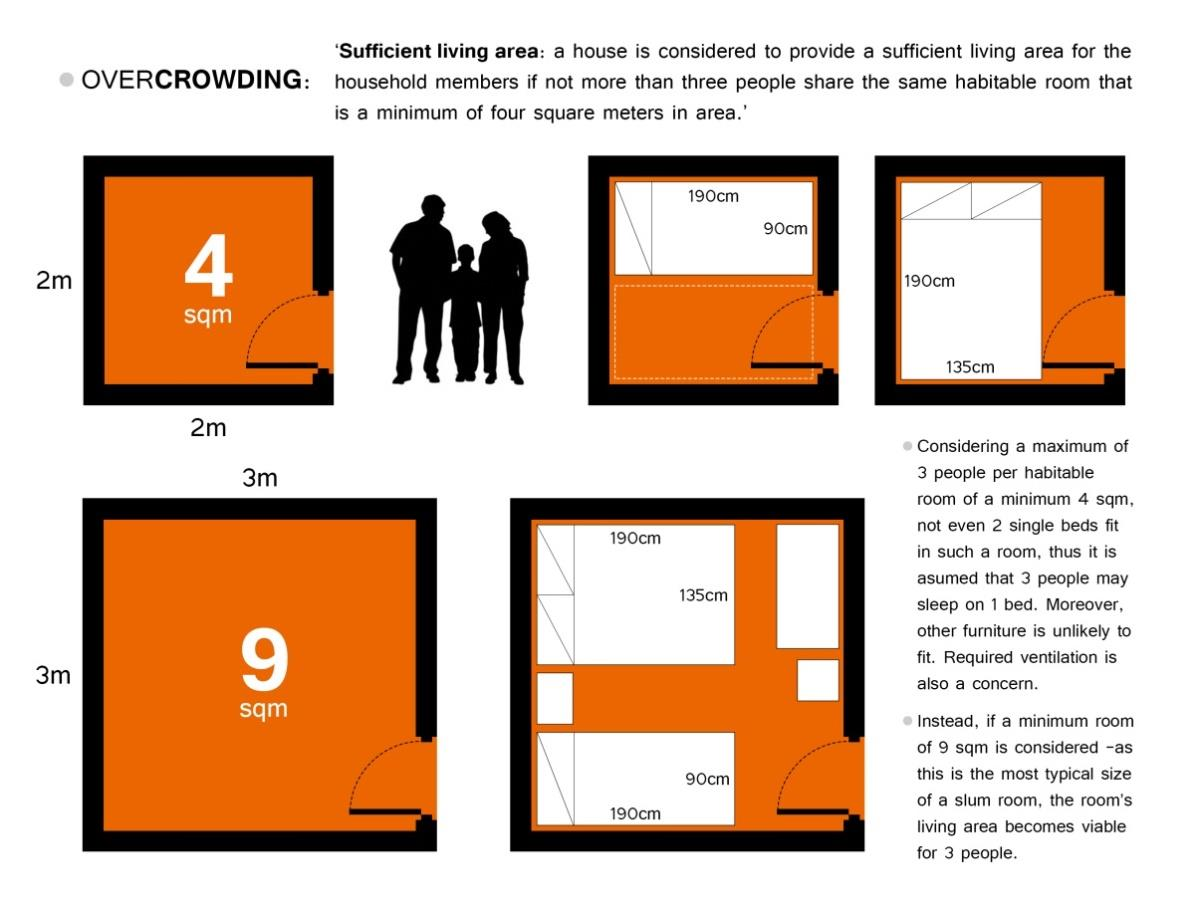 OVERCROWDING:
‘Sufficient living area: a house is considered to provide a sufficient living area for the
household members if not more than three people share the same habitable room that
is a minimum of four square meters in area.’
2m
4
sqm
2m
190cm
90cm
190cm
135cm
3m
3m
9
sqm
190cm
135cm
90cm
190cm
Considering a maximum of
3 people per habitable
room of a minimum 4 sqm,
not even 2 single beds fit
in such a room, thus it is
asumed that 3 people may
sleep on 1 bed. Moreover,
other furniture is unlikely to
fit. Required ventilation is
also a concern.
Instead, if a minimum room
of 9 sqm is considered –as
this is the most typical size
of a slum room, the room's
living area becomes viable
for 3 people.